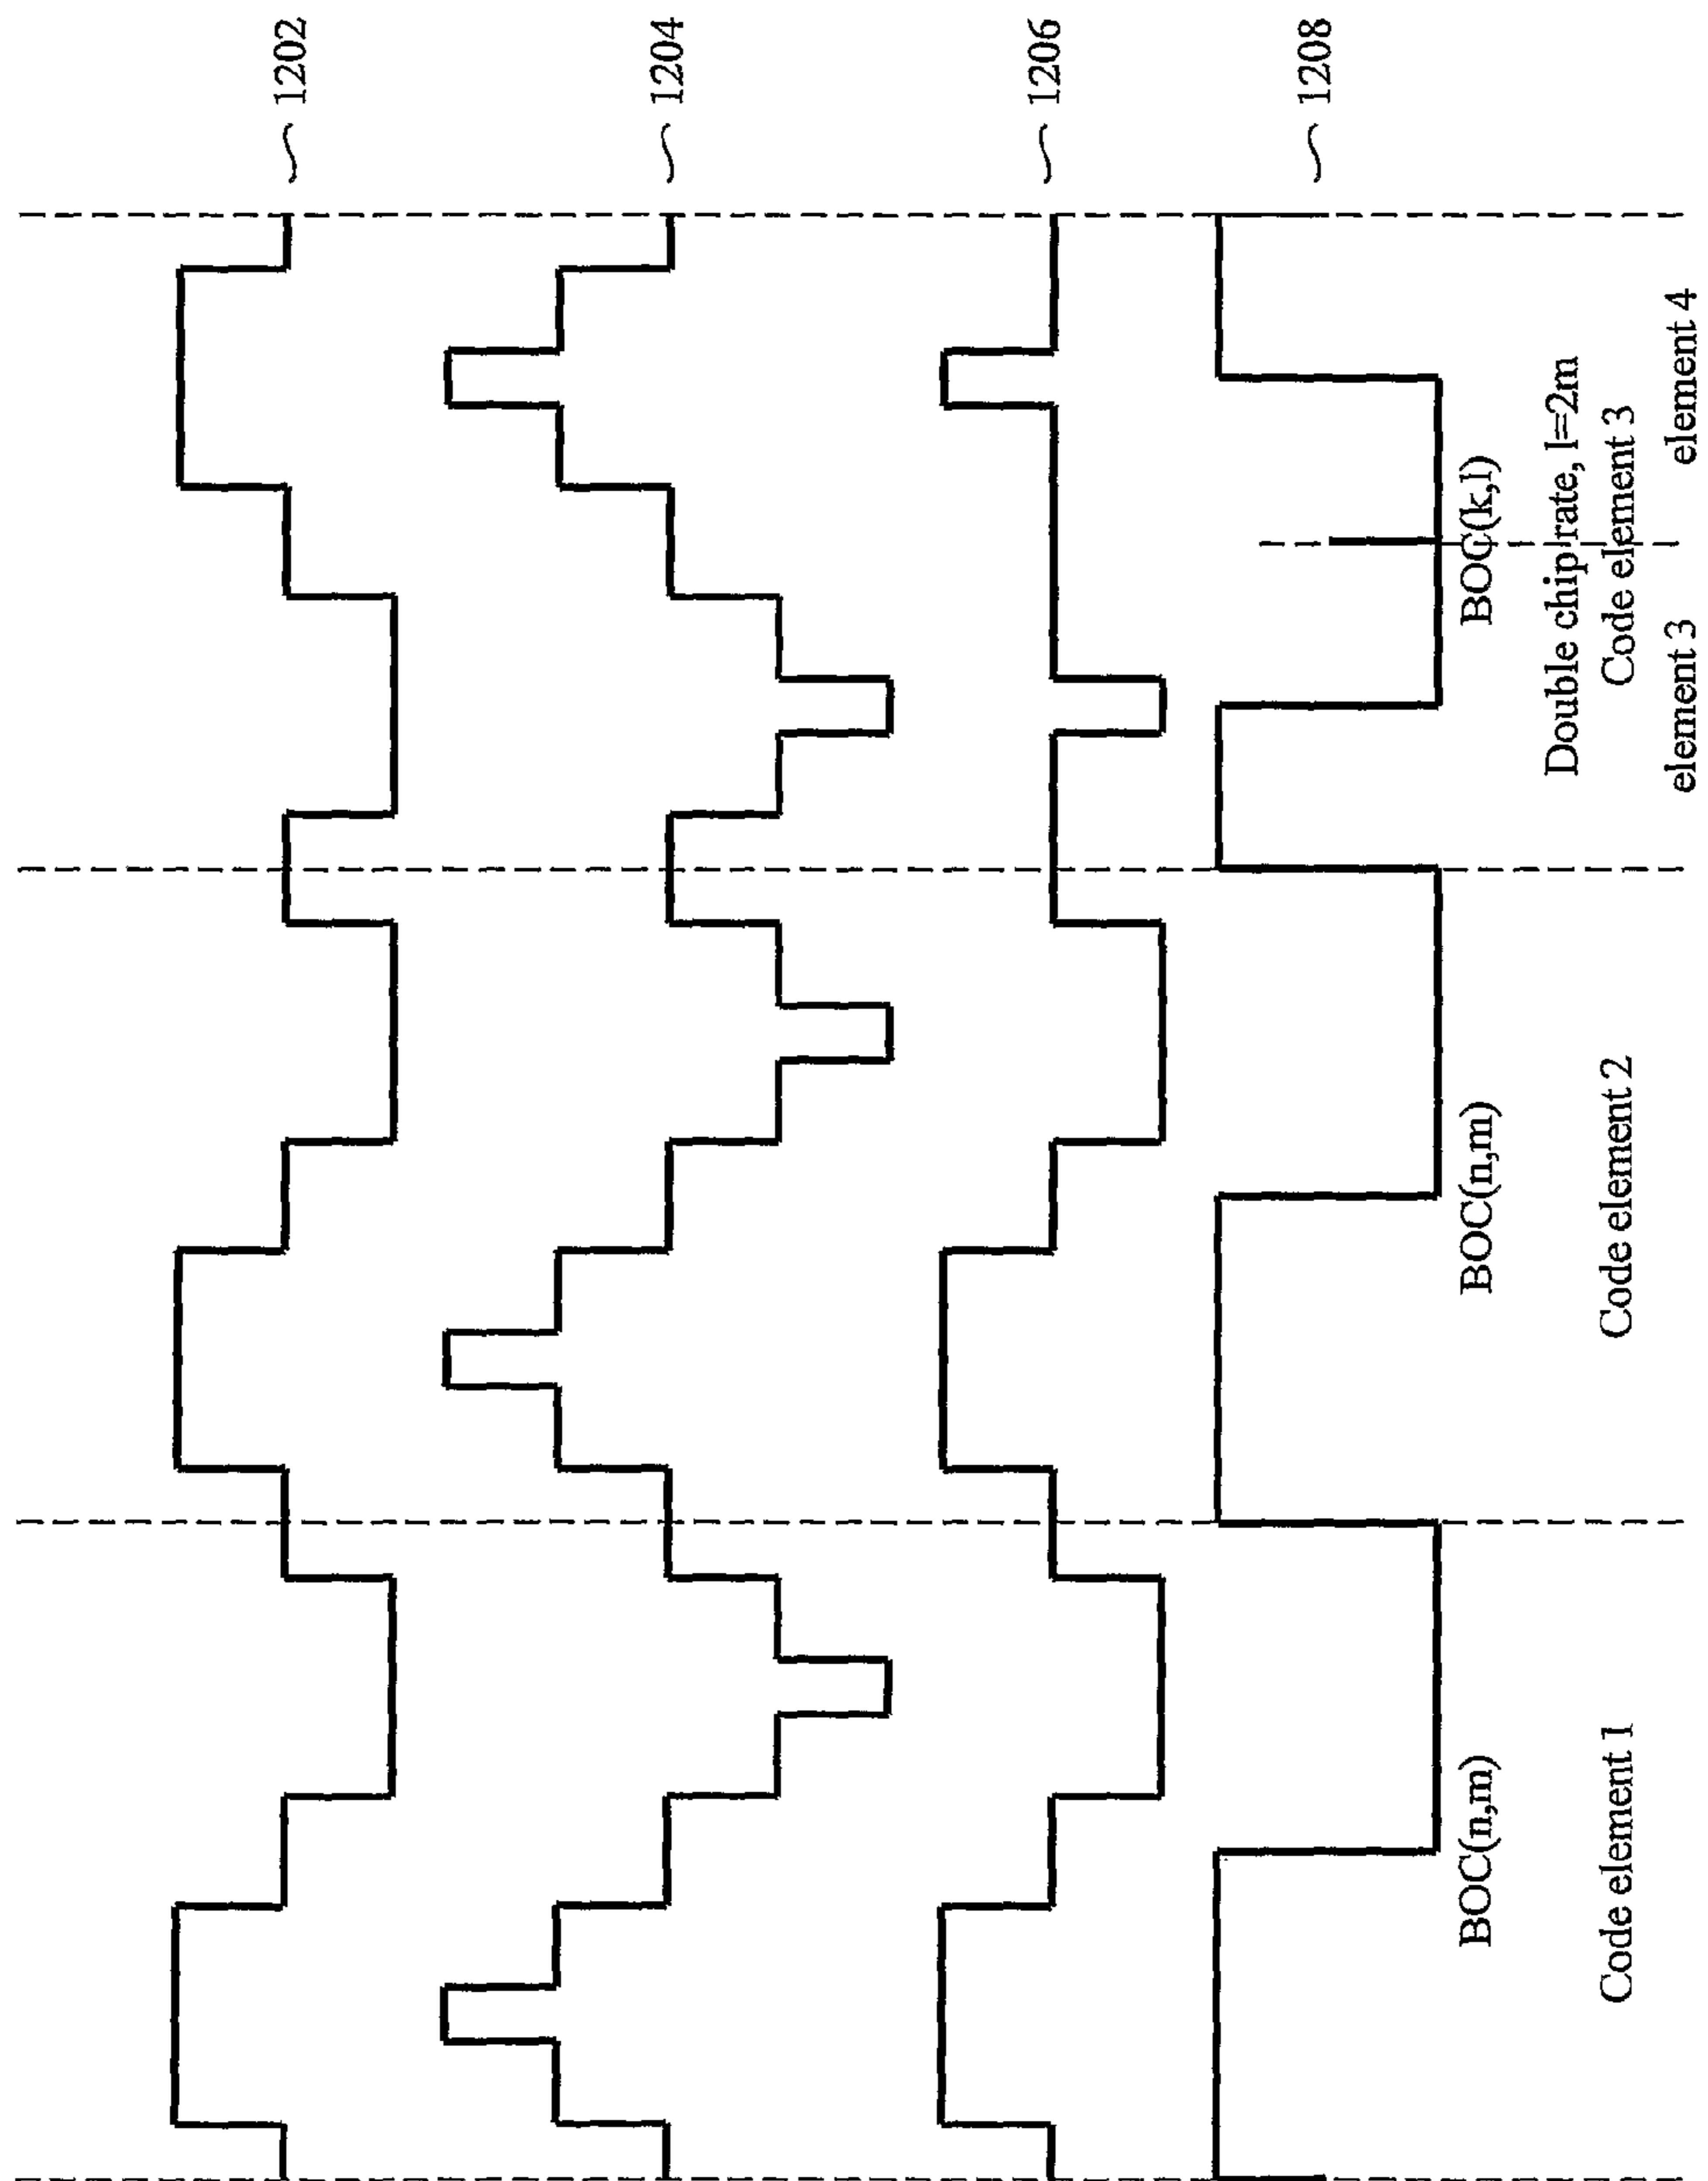 1202
1204
1206
1208
BOC(n,m)
BOC(n,m)
BOC(k,l)
Double chip rate, l=2m
Code element 1
Code element 2
Code element 3
element 3
element 4